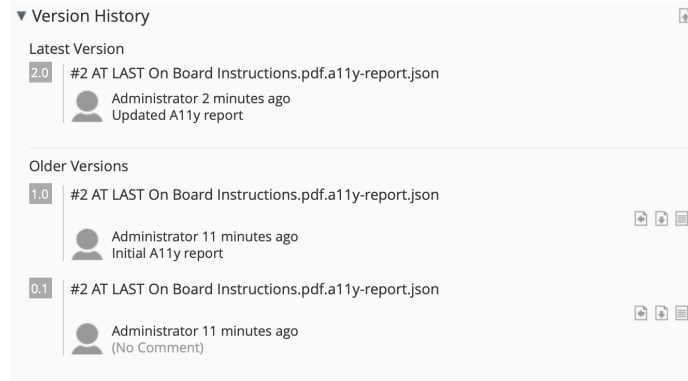 Version History
Latest Version
2.0 #2 AT LAST On Board Instructions.pdf.a11y-report.json
Administrator 2 minutes ago
Updated A11y report
Older Versions
1.0 #2 AT LAST On Board Instructions.pdf.a11y-report.json
Administrator 11 minutes ago
Initial A11y report
0.1 #2 AT LAST On Board Instructions.pdf.a11y-report.json
Administrator 11 minutes ago
(No Comment)